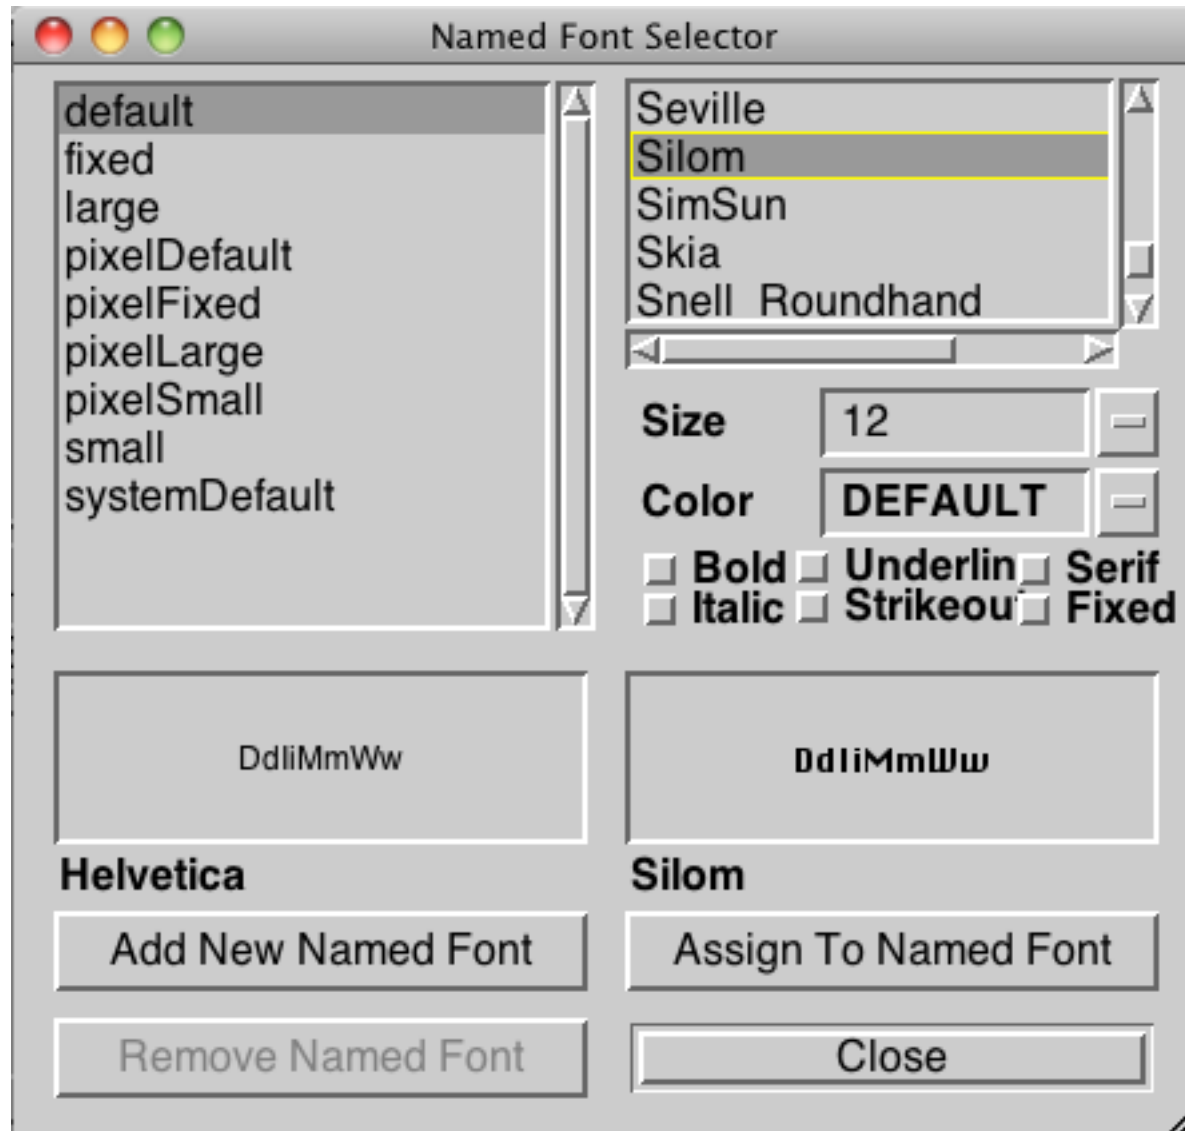 Named Font Selector
default
fixed
large
pixelDefault
pixelFixed
pixelLarge
pixelSmall
small
systemDefault
Seville
Silom
SimSun
Skia
Snell Roundhand
Size 12
Color DEFAULT
Bold Underlin Serif
Italic Strikeou Fixed
DdIiMmWw
DdIiMmWw
Helvetica
Silom
Add New Named Font
Assign To Named Font
Remove Named Font
Close